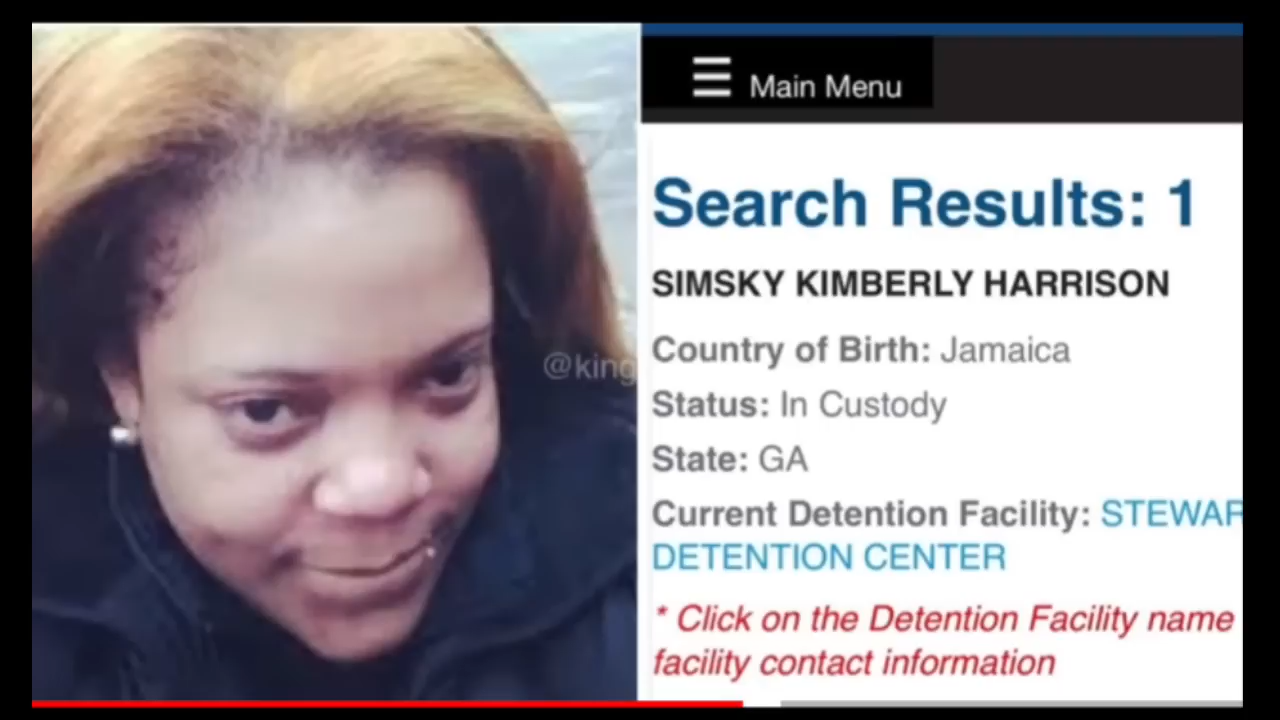 Main Menu
Search Results: 1
SIMSKY KIMBERLY HARRISON
@king
Country of Birth: Jamaica
Status: In Custody
State: GA
Current Detention Facility: STEWAR
DETENTION CENTER
* Click on the Detention Facility name
facility contact information